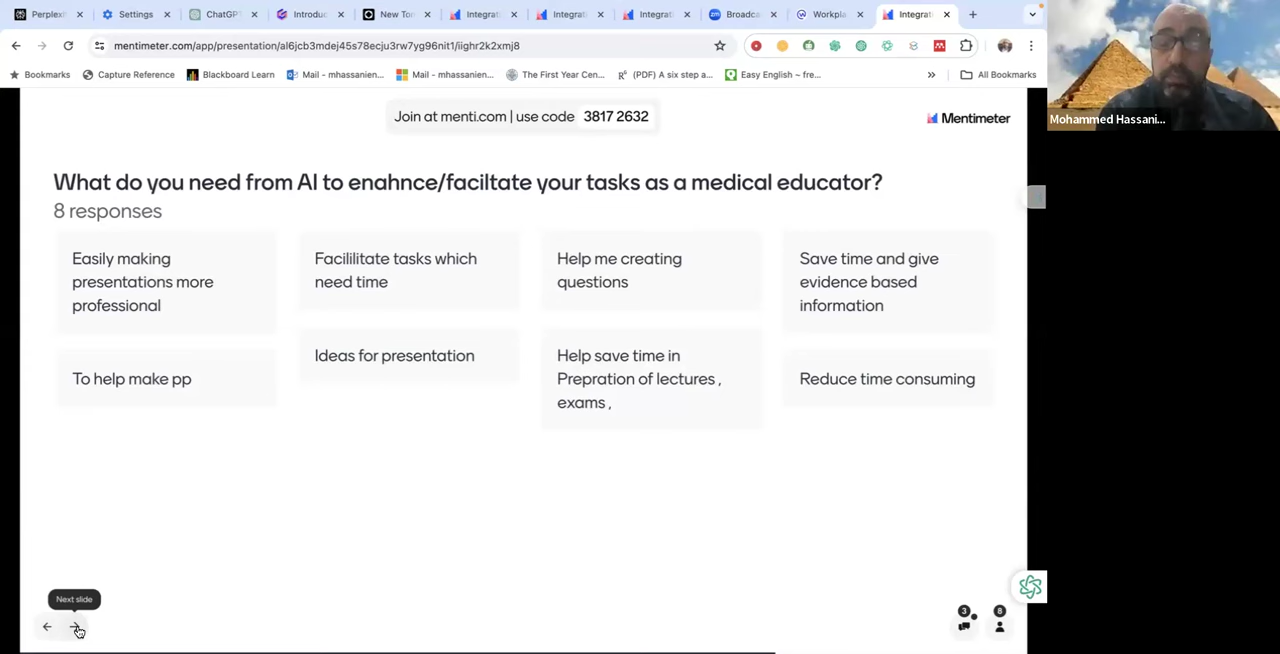 Perplexi
Settings
ChatGP
Introduc
New Tor
Integrati
Integrati
Integrati
Broadca
Workpla
Integrati
mentimeter.com/app/presentation/al6jcb3mdej45s78ecju3rw7yg96nit1/iighr2k2xmj8
Bookmarks
Capture Reference
Blackboard Learn
Mail - mhassanien...
Mail - mhassanien...
The First Year Cen...
(PDF) A six step a...
Easy English ~ fre...
»
All Bookmarks
Mohammed Hassani...
Join at menti.com | use code 3817 2632
Mentimeter
What do you need from AI to enahnce/faciltate your tasks as a medical educator?
8 responses
Easily making
presentations more
professional
Facililitate tasks which
need time
Help me creating
questions
Save time and give
evidence based
information
To help make pp
Ideas for presentation
Help save time in
Prepration of lectures ,
exams ,
Reduce time consuming
Next slide
3
8